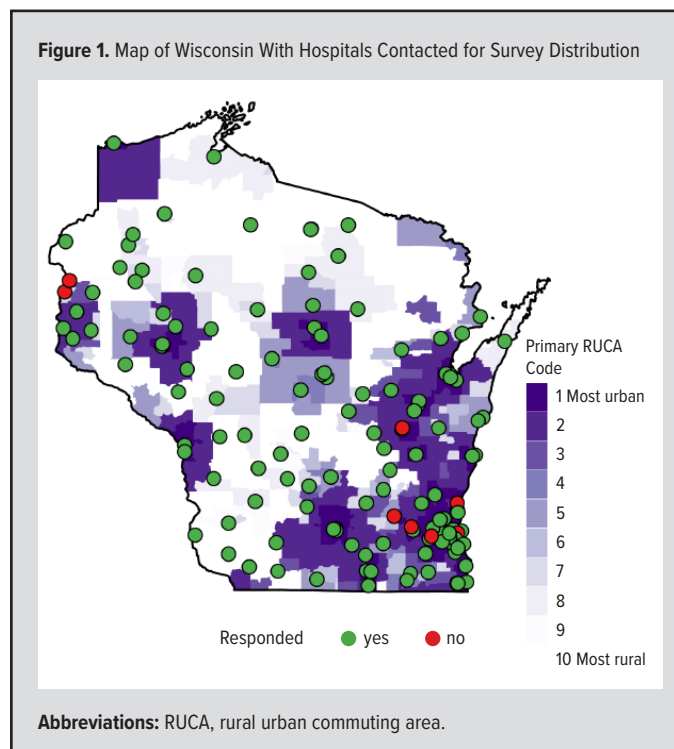 Figure 1. Map of Wisconsin With Hospitals Contacted for Survey Distribution
Primary RUCA
Code
1 Most urban
2
3
4
5
6
7
8
9
10 Most rural
Responded yes no
Abbreviations: RUCA, rural urban commuting area.